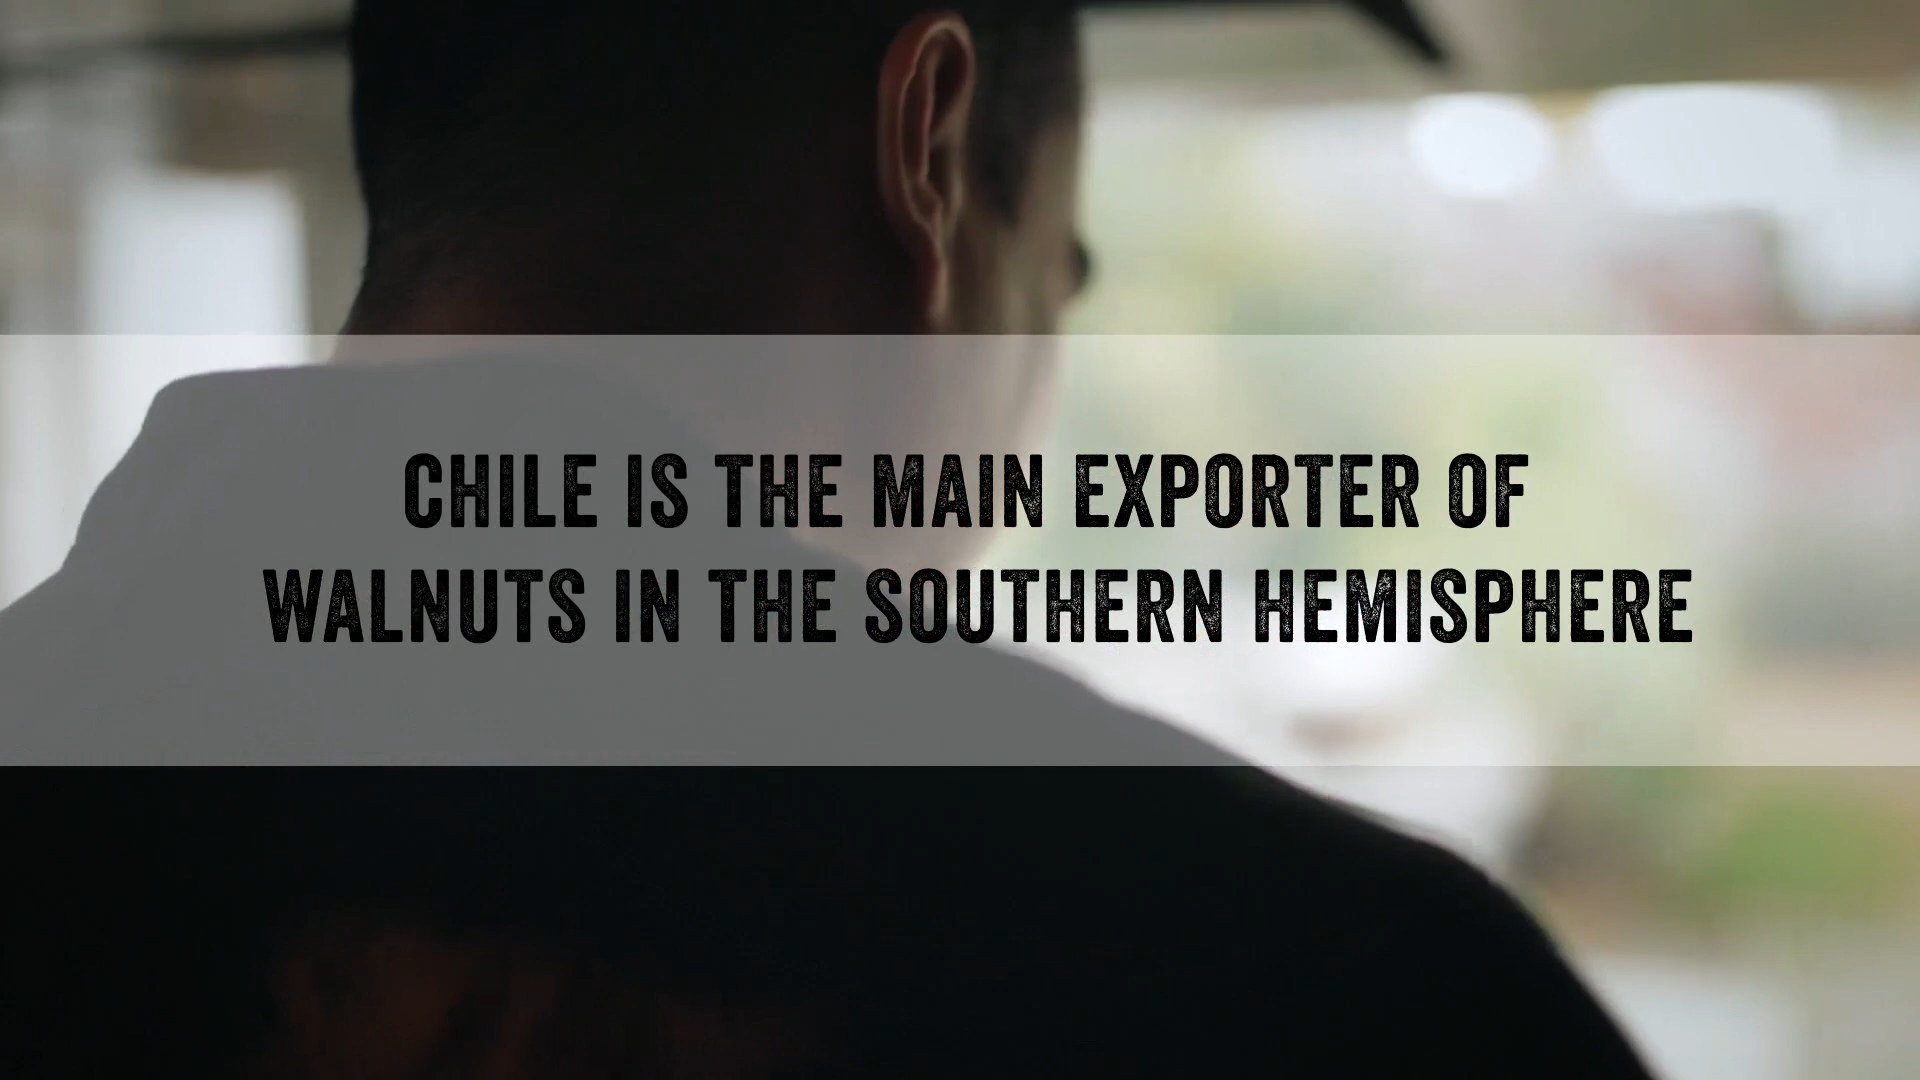 CHILE IS THE MAIN EXPORTER OF
WALNUTS IN THE SOUTHERN HEMISPHERE